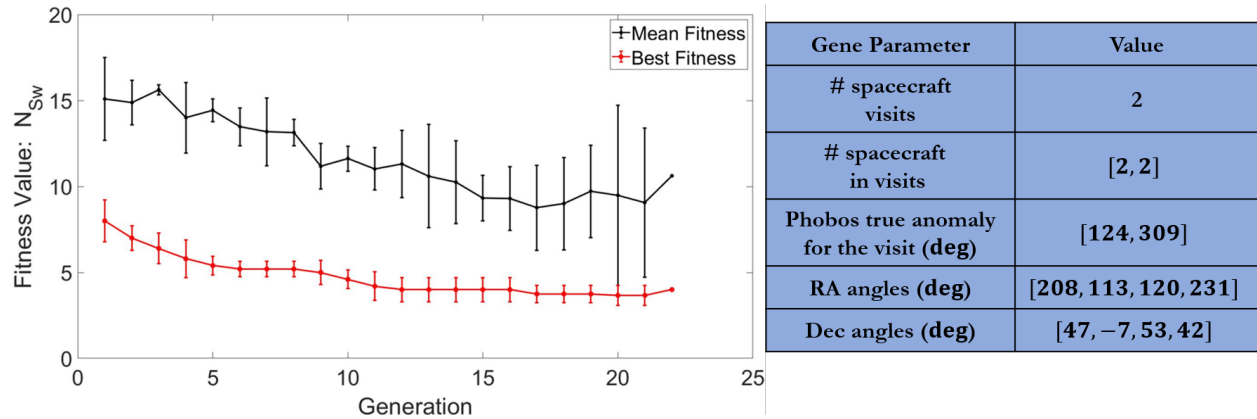 Fitness Value: N_Sw
20
15
10
5
0
0 5 10 15 20 25
Generation
Mean Fitness
Best Fitness
Gene Parameter Value
# spacecraft
visits
2
# spacecraft
in visits
[2, 2]
Phobos true anomaly
for the visit (deg)
[124, 309]
RA angles (deg) [208, 113, 120, 231]
Dec angles (deg) [47, −7, 53, 42]